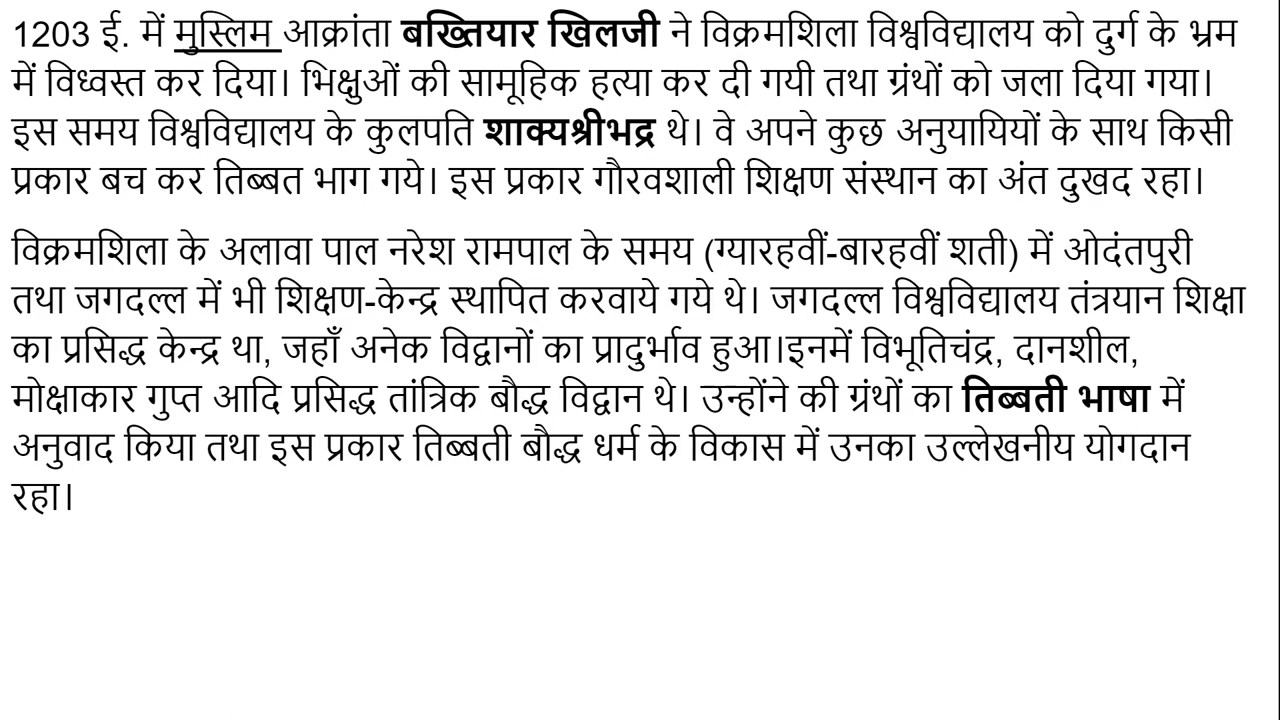 1203 ई. में मुस्लिम आक्रांता बख्तियार खिलजी ने विक्रमशिला विश्वविद्यालय को दुर्ग के भ्रम
में विध्वस्त कर दिया। भिक्षुओं की सामूहिक हत्या कर दी गयी तथा ग्रंथों को जला दिया गया।
इस समय विश्वविद्यालय के कुलपति शाक्यश्रीभद्र थे। वे अपने कुछ अनुयायियों के साथ किसी
प्रकार बच कर तिब्बत भाग गये। इस प्रकार गौरवशाली शिक्षण संस्थान का अंत दुखद रहा।
विक्रमशिला के अलावा पाल नरेश रामपाल के समय (ग्यारहवीं-बारहवीं शती) में ओदंतपुरी
तथा जगदल्ल में भी शिक्षण-केन्द्र स्थापित करवाये गये थे। जगदल्ल विश्वविद्यालय तंत्रयान शिक्षा
का प्रसिद्ध केन्द्र था, जहाँ अनेक विद्वानों का प्रादुर्भाव हुआ।इनमें विभूतिचंद्र, दानशील,
मोक्षाकार गुप्त आदि प्रसिद्ध तांत्रिक बौद्ध विद्वान थे। उन्होंने की ग्रंथों का तिब्बती भाषा में
अनुवाद किया तथा इस प्रकार तिब्बती बौद्ध धर्म के विकास में उनका उल्लेखनीय योगदान
रहा।